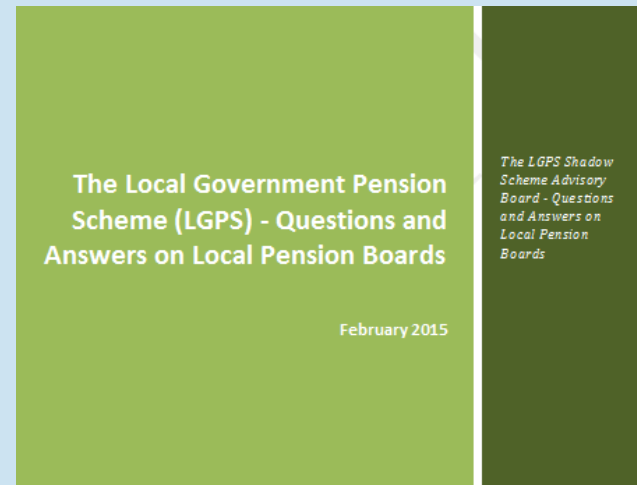 The Local Government Pension
Scheme (LGPS) - Questions and
Answers on Local Pension Boards
February 2015
The LGPS Shadow
Scheme Advisory
Board - Questions
and Answers on
Local Pension
Boards